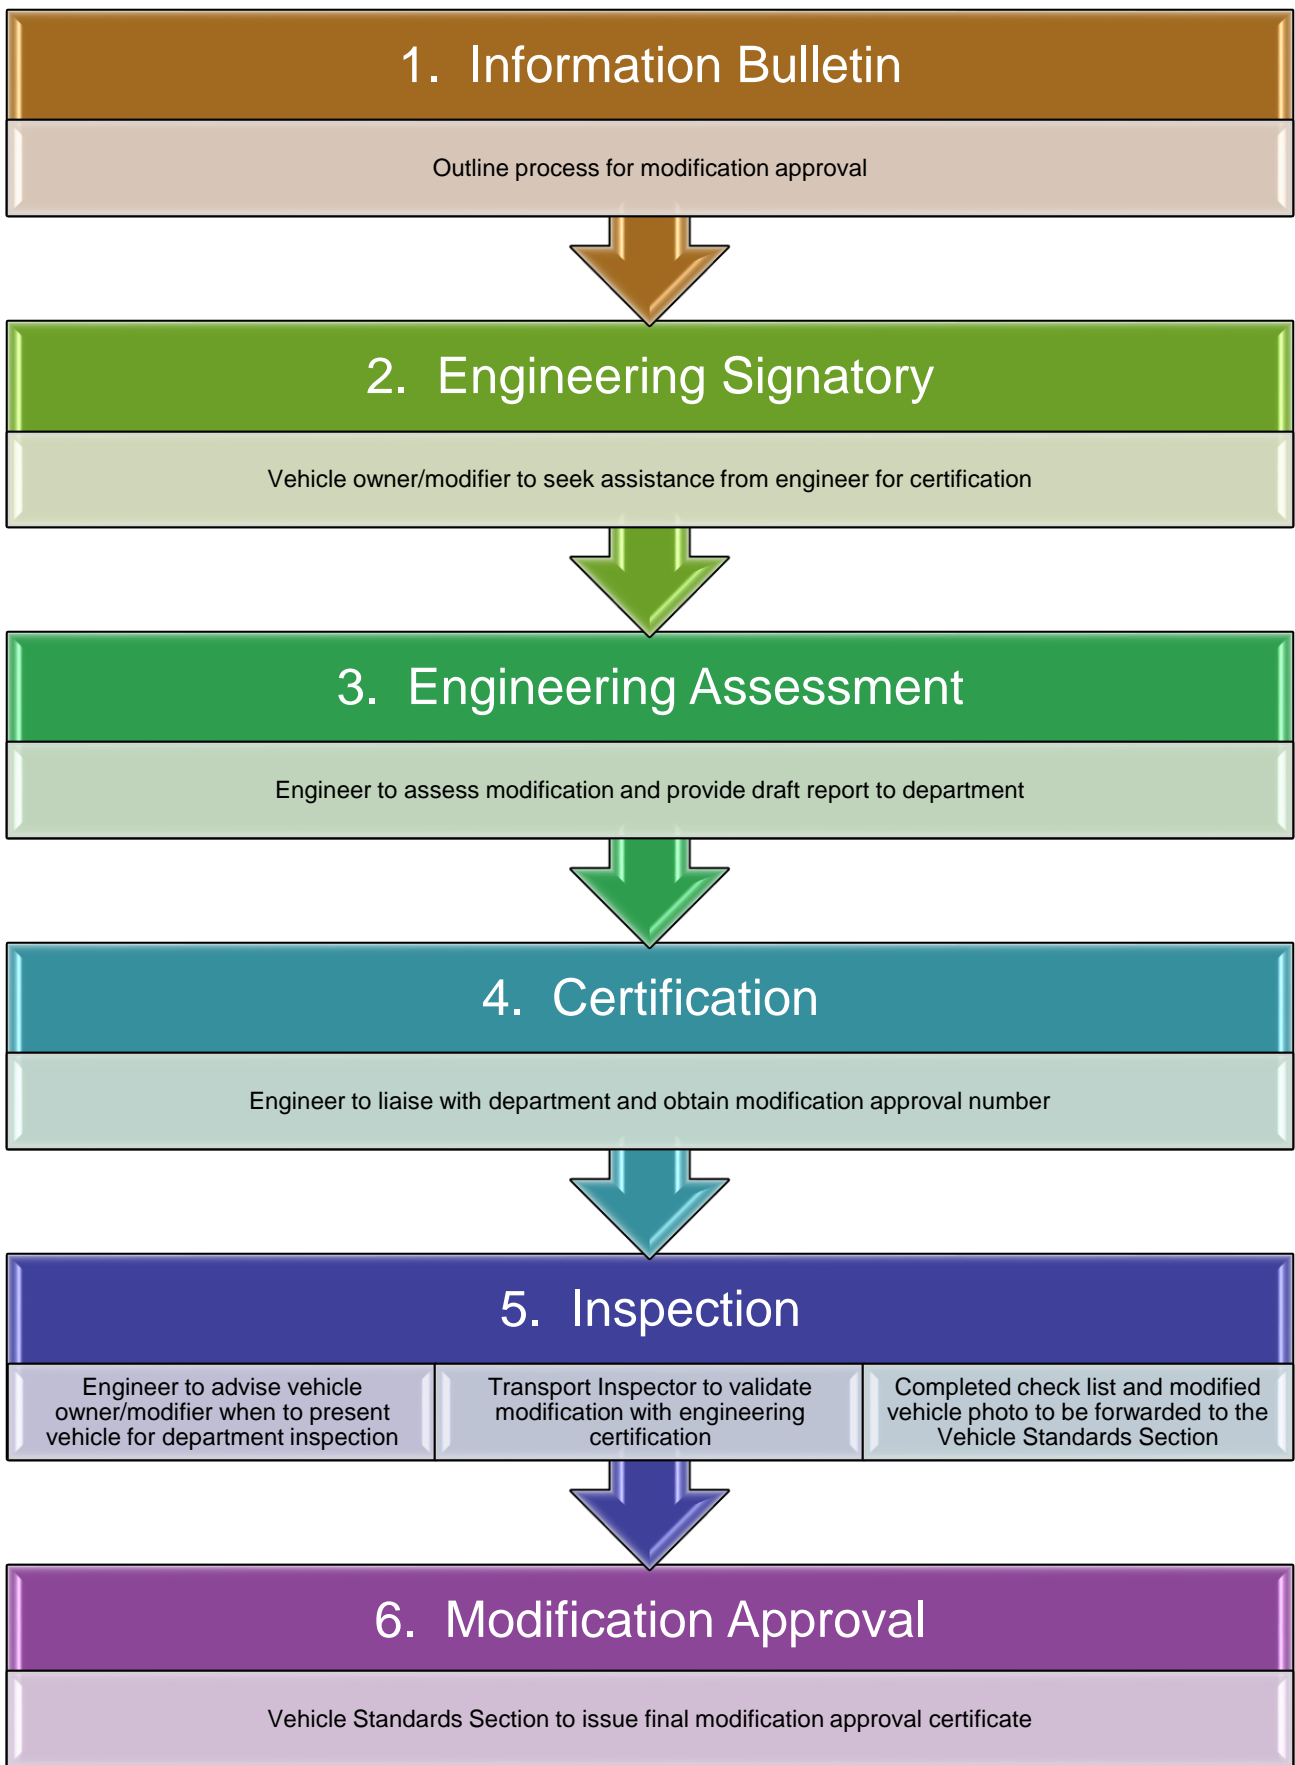 1. Information Bulletin
Outline process for modification approval
2. Engineering Signatory
Vehicle owner/modifier to seek assistance from engineer for certification
3. Engineering Assessment
Engineer to assess modification and provide draft report to department
4. Certification
Engineer to liaise with department and obtain modification approval number
5. Inspection
Engineer to advise vehicle
owner/modifier when to present
vehicle for department inspection
Transport Inspector to validate
modification with engineering
certification
Completed check list and modified
vehicle photo to be forwarded to the
Vehicle Standards Section
6. Modification Approval
Vehicle Standards Section to issue final modification approval certificate